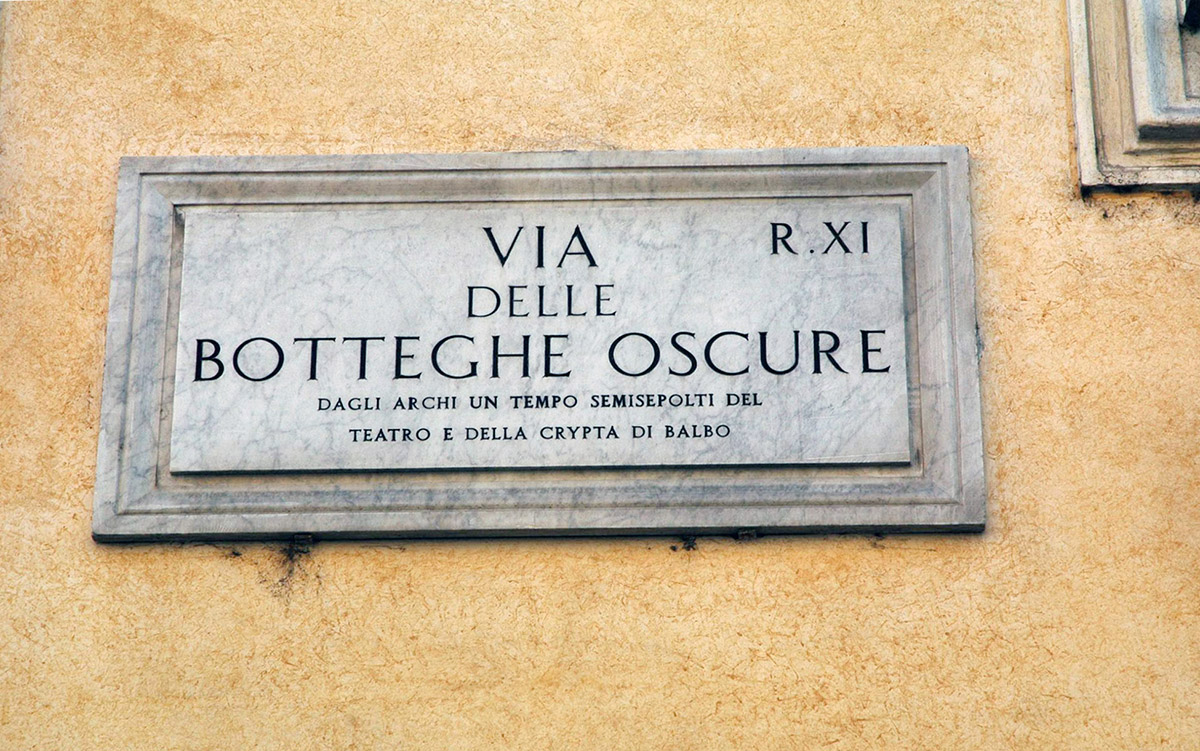 VIA
R.XI
DELLE
BOTTEGHE OSCURE
DAGLI ARCHI UN TEMPO SEMISEPOLTI DEL
TEATRO E DELLA CRYPTA DI BALBO